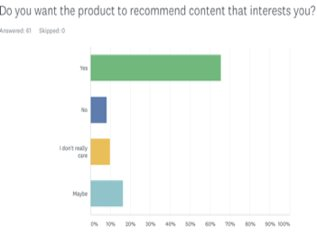 Do you want the product to recommend content that interests you?
Answered: 61 Skipped: 0
Yes
No
I don't really
care
Maybe
0% 10% 20% 30% 40% 50% 60% 70% 80% 90% 100%